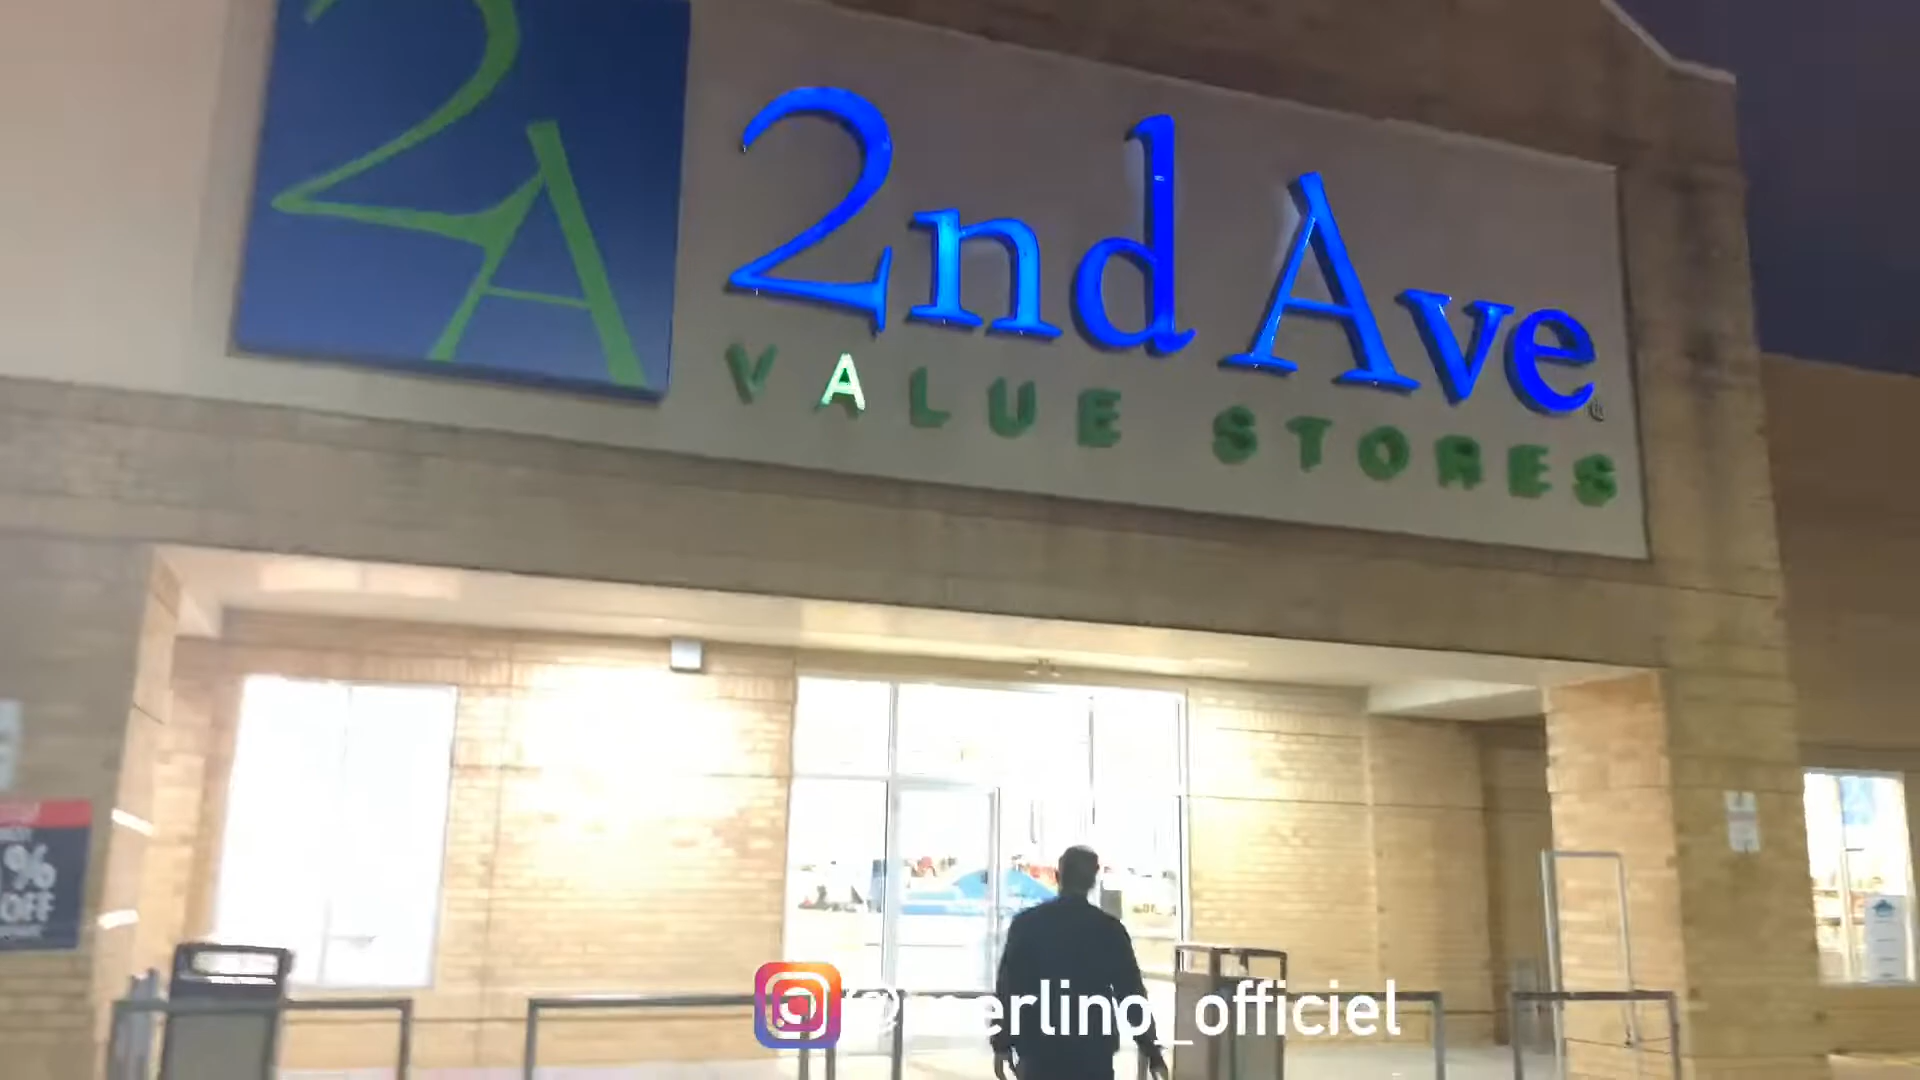 2A
2nd Ave®
VALUE STORES
%
OFF
@merlino_officiel